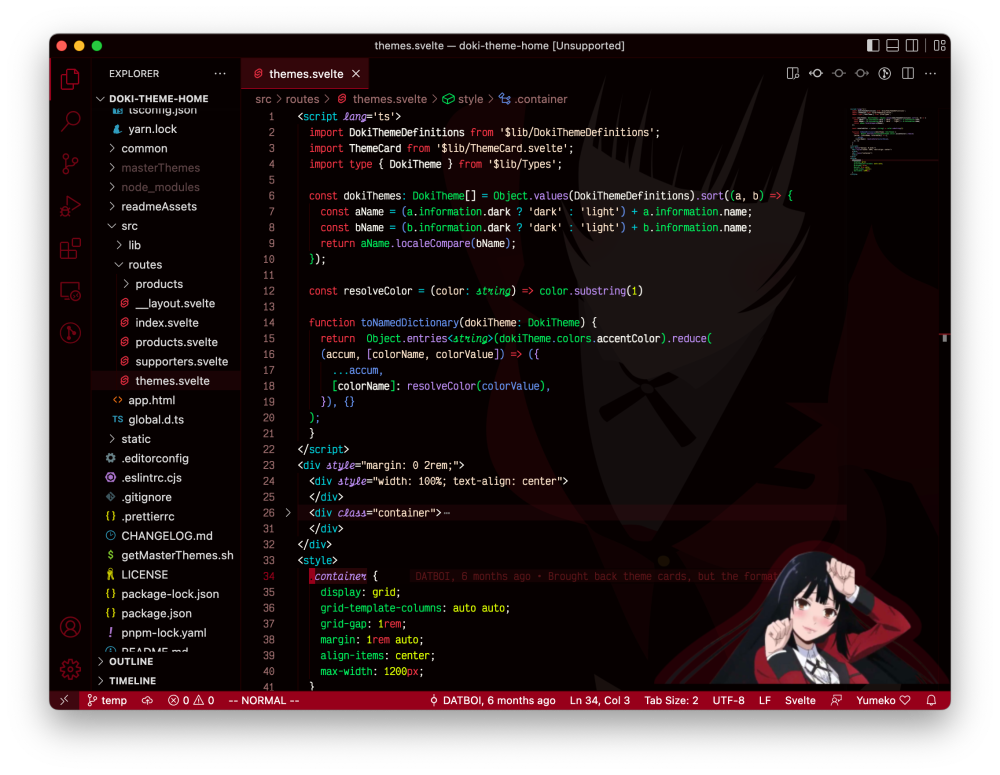 themes.svelte — doki-theme-home [Unsupported]
EXPLORER
DOKI-THEME-HOME
tsconfig.json
yarn.lock
common
masterThemes
node_modules
readmeAssets
src
lib
routes
products
__layout.svelte
index.svelte
products.svelte
supporters.svelte
themes.svelte
app.html
TS global.d.ts
static
.editorconfig
.eslintrc.cjs
.gitignore
{} .prettierrc
CHANGELOG.md
$ getMasterThemes.sh
LICENSE
{} package-lock.json
{} package.json
! pnpm-lock.yaml
README.md
OUTLINE
TIMELINE
themes.svelte
src > routes > themes.svelte > style > .container
1 <script lang='ts'>
2 import DokiThemeDefinitions from '$lib/DokiThemeDefinitions';
3 import ThemeCard from '$lib/ThemeCard.svelte';
4 import type { DokiTheme } from '$lib/Types';
5
6 const dokiThemes: DokiTheme[] = Object.values(DokiThemeDefinitions).sort((a, b) => {
7 const aName = (a.information.dark ? 'dark' : 'light') + a.information.name;
8 const bName = (b.information.dark ? 'dark' : 'light') + b.information.name;
9 return aName.localeCompare(bName);
10 });
11
12 const resolveColor = (color: string) => color.substring(1)
13
14 function toNamedDictionary(dokiTheme: DokiTheme) {
15 return Object.entries<string>(dokiTheme.colors.accentColor).reduce(
16 (accum, [colorName, colorValue]) => ({
17 ...accum,
18 [colorName]: resolveColor(colorValue),
19 }), {}
20 );
21 }
22 </script>
23 <div style="margin: 0 2rem;">
24 <div style="width: 100%; text-align: center">
25 </div>
26 <div class="container">⋯
31 </div>
32 </div>
33 <style>
34 .container { DATBOI, 6 months ago • Brought back theme cards, but the format
35 display: grid;
36 grid-template-columns: auto auto;
37 grid-gap: 1rem;
38 margin: 1rem auto;
39 align-items: center;
40 max-width: 1200px;
41 }
temp 0 0 -- NORMAL -- DATBOI, 6 months ago Ln 34, Col 3 Tab Size: 2 UTF-8 LF Svelte Yumeko ♡